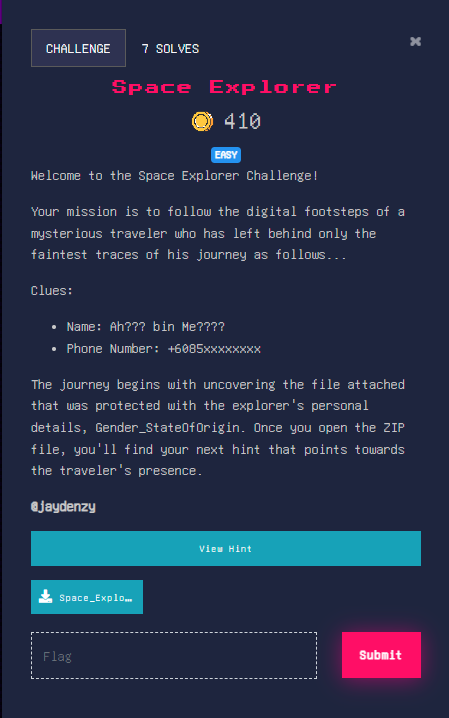 CHALLENGE
7 SOLVES
Space Explorer
410
EASY
Welcome to the Space Explorer Challenge!
Your mission is to follow the digital footsteps of a
mysterious traveler who has left behind only the
faintest traces of his journey as follows...
Clues:
• Name: Ah??? bin Me????
• Phone Number: +6085xxxxxxxx
The journey begins with uncovering the file attached
that was protected with the explorer's personal
details, Gender_StateOfOrigin. Once you open the ZIP
file, you'll find your next hint that points towards
the traveler's presence.
@jaydenzy
View Hint
Space_Explo…
Flag
Submit